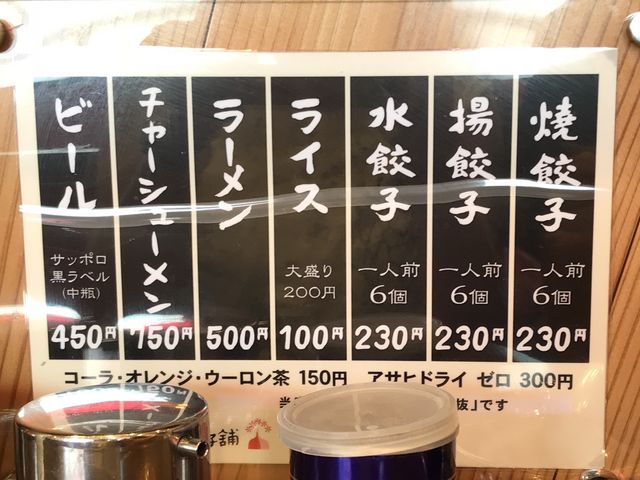 焼餃子
一人前
6個
230円
揚餃子
一人前
6個
230円
水餃子
一人前
6個
230円
ライス
大盛り
200円
100円
ラーメン
500円
チャーシューメン
750円
ビール
サッポロ
黒ラベル
(中瓶)
450円
コーラ・オレンジ・ウーロン茶 150円 アサヒドライ ゼロ 300円
抜」です
舗